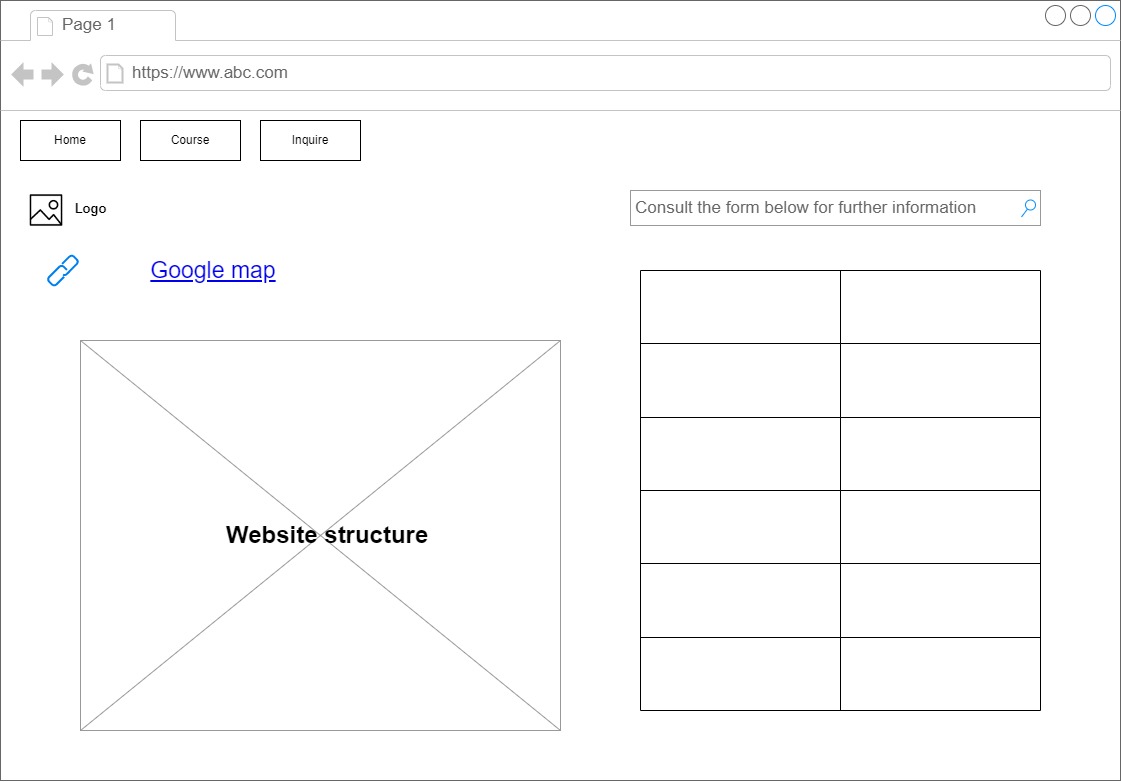 Page 1
https://www.abc.com
Home
Course
Inquire
Logo
Consult the form below for further information
Google map
Website structure